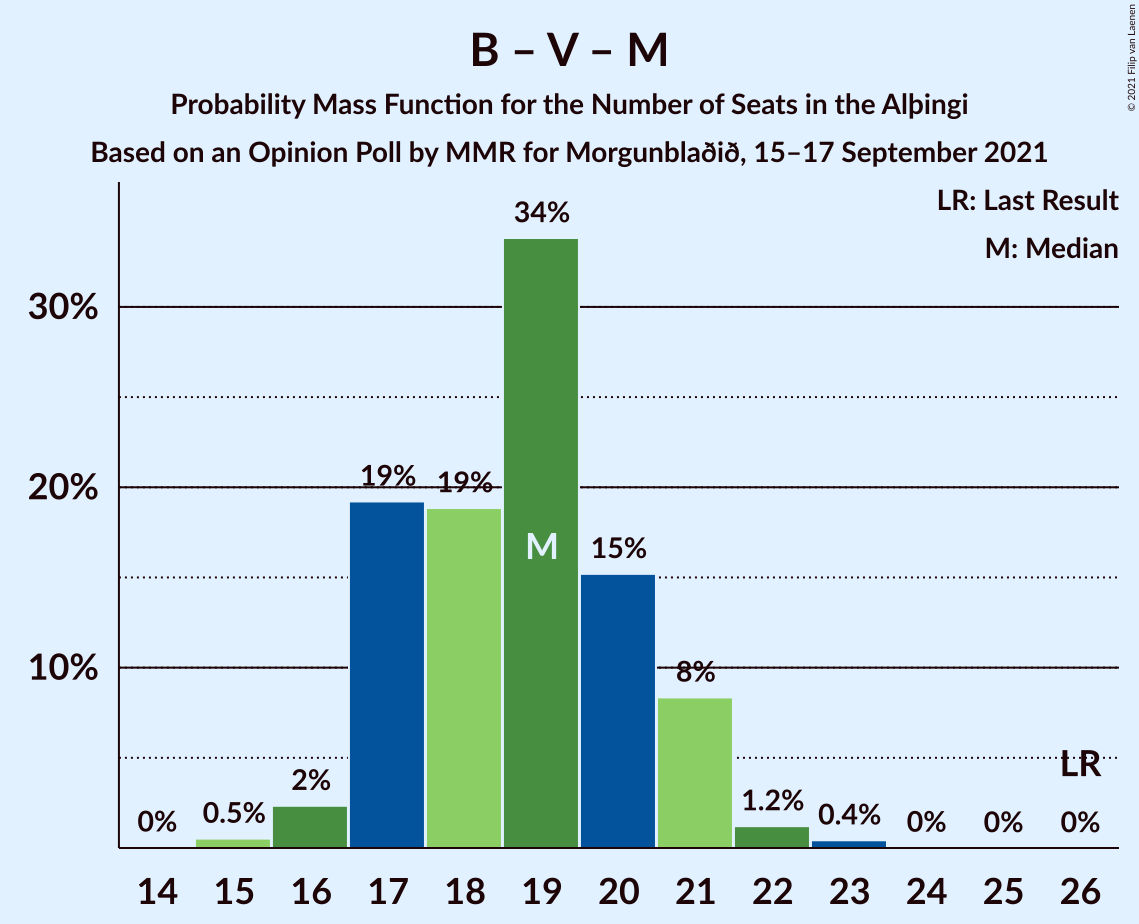 B – V – M
Probability Mass Function for the Number of Seats in the Alþingi
Based on an Opinion Poll by MMR for Morgunblaðið, 15–17 September 2021
© 2021 Filip van Laenen
LR: Last Result
M: Median
34%
30%
20%
19%
19%
M
15%
10%
8%
LR
2%
0%
0.5%
1.2%
0.4%
0%
0%
0%
14 15 16 17 18 19 20 21 22 23 24 25 26